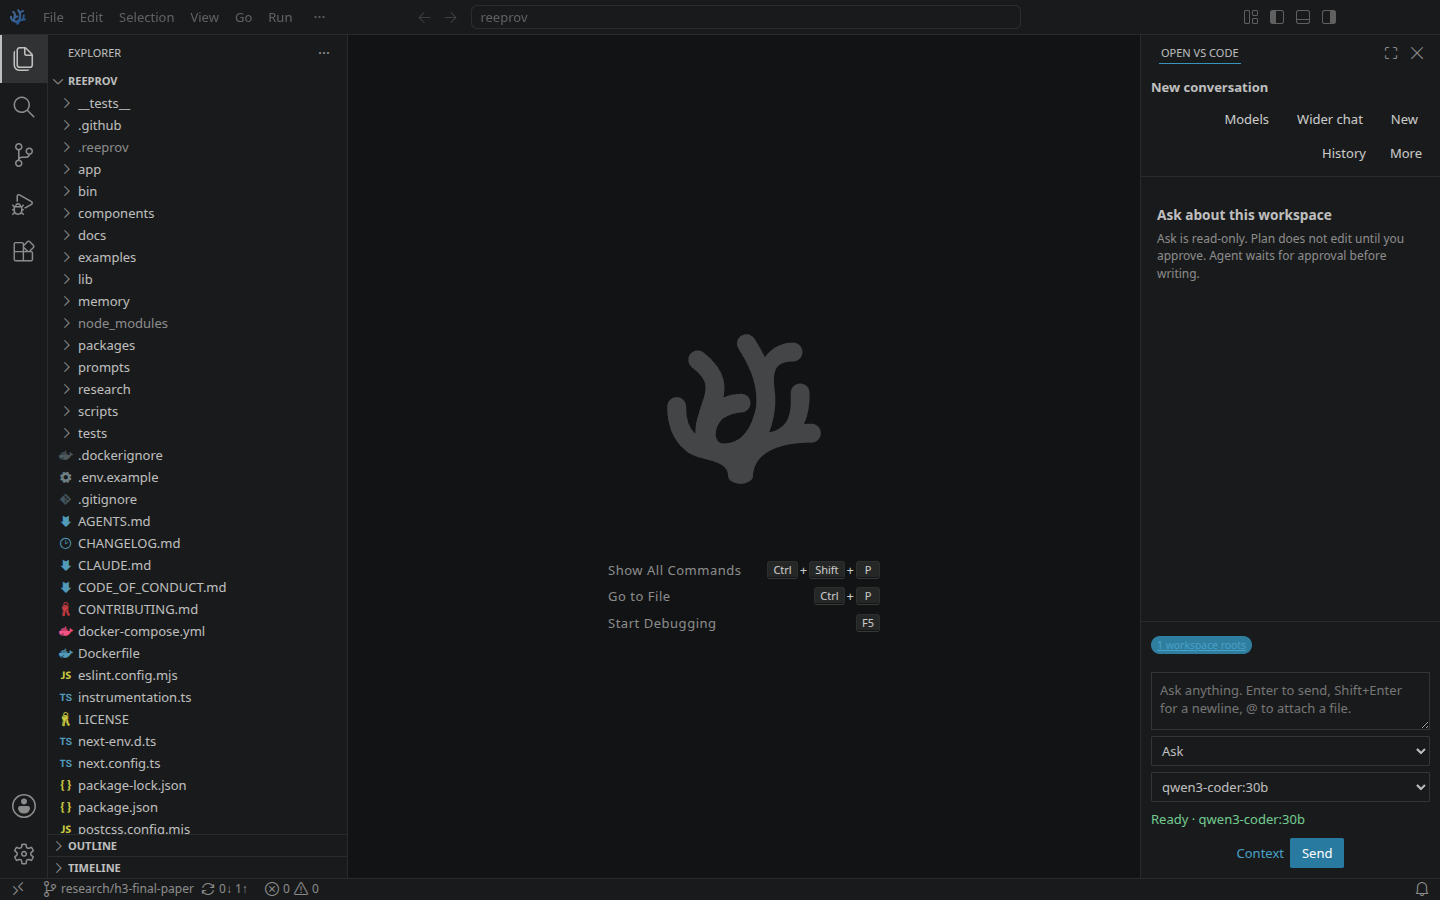 File Edit Selection View Go Run ···
reeprov
EXPLORER
REEPROV
__tests__
.github
.reeprov
app
bin
components
docs
examples
lib
memory
node_modules
packages
prompts
research
scripts
tests
.dockerignore
.env.example
.gitignore
AGENTS.md
CHANGELOG.md
CLAUDE.md
CODE_OF_CONDUCT.md
CONTRIBUTING.md
docker-compose.yml
Dockerfile
JS eslint.config.mjs
TS instrumentation.ts
LICENSE
TS next-env.d.ts
TS next.config.ts
{} package-lock.json
{} package.json
JS postcss.config.mjs
OUTLINE
TIMELINE
Show All Commands Ctrl + Shift + P
Go to File Ctrl + P
Start Debugging F5
OPEN VS CODE
New conversation
Models Wider chat New
History More
Ask about this workspace
Ask is read-only. Plan does not edit until you
approve. Agent waits for approval before
writing.
1 workspace roots
Ask anything. Enter to send, Shift+Enter
for a newline, @ to attach a file.
Ask
qwen3-coder:30b
Ready · qwen3-coder:30b
Context Send
research/h3-final-paper 0↓ 1↑ 0 0